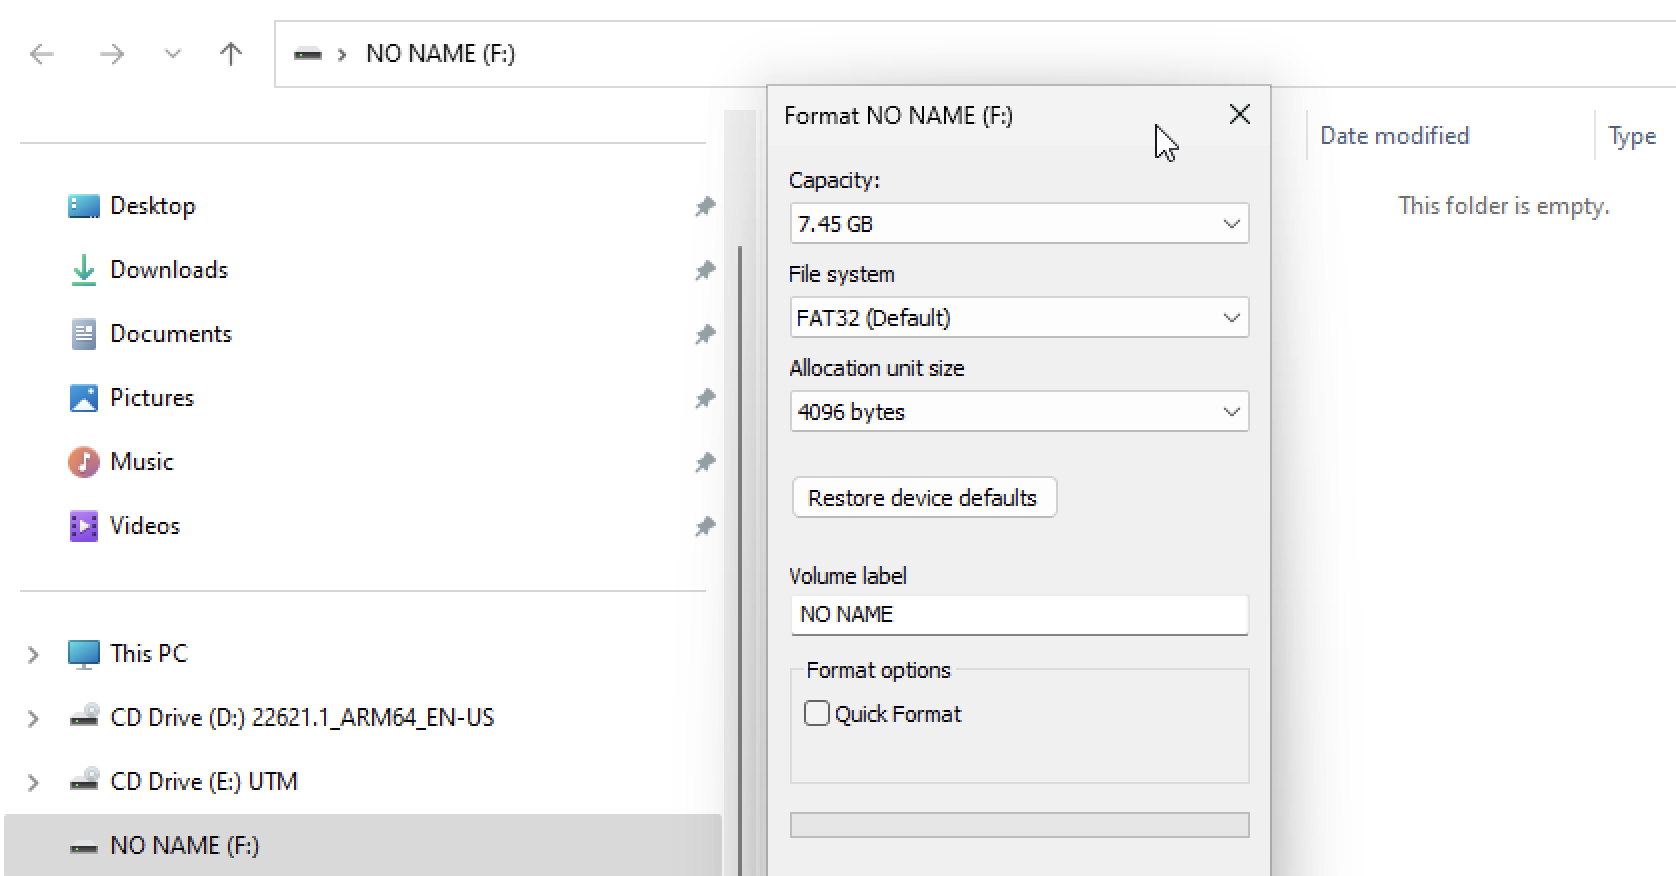 NO NAME (F:)
Format NO NAME (F:)
Date modified
Type
This folder is empty.
Desktop
Downloads
Documents
Pictures
Music
Videos
This PC
CD Drive (D:) 22621.1_ARM64_EN-US
CD Drive (E:) UTM
NO NAME (F:)
Capacity:
7.45 GB
File system
FAT32 (Default)
Allocation unit size
4096 bytes
Restore device defaults
Volume label
NO NAME
Format options
Quick Format